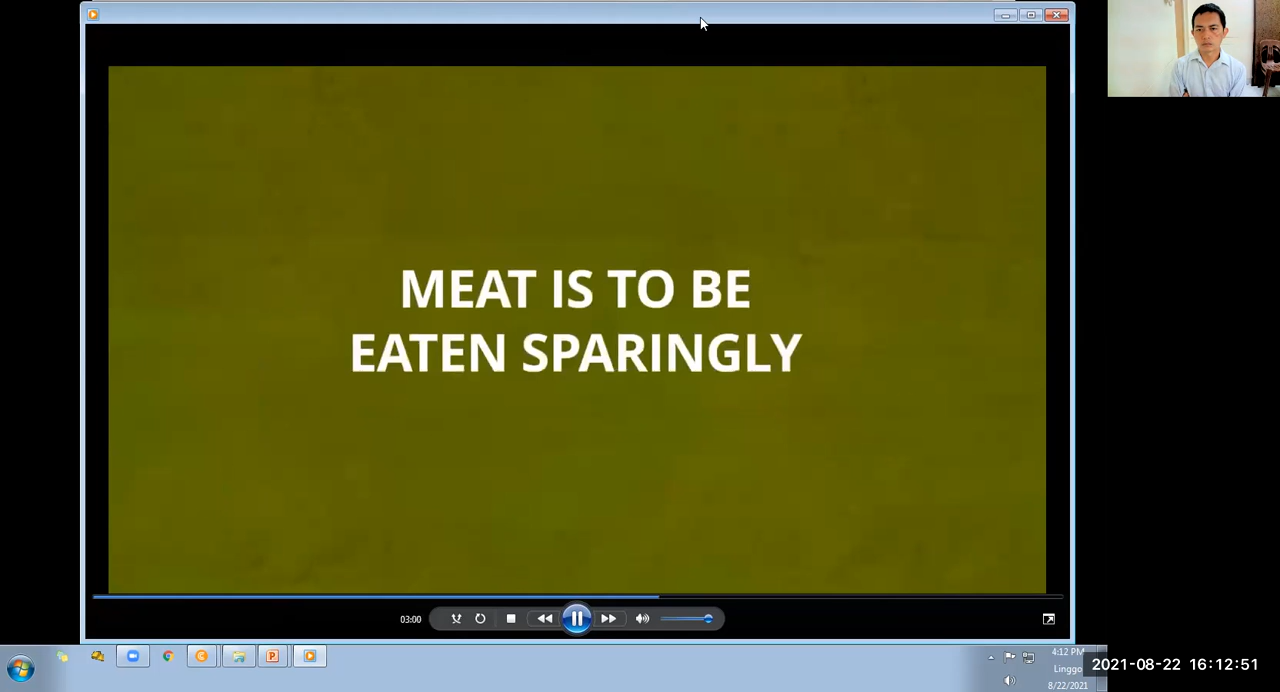 MEAT IS TO BE
EATEN SPARINGLY
03:00
4:12 PM
Linggo
8/22/2021
2021-08-22 16:12:51